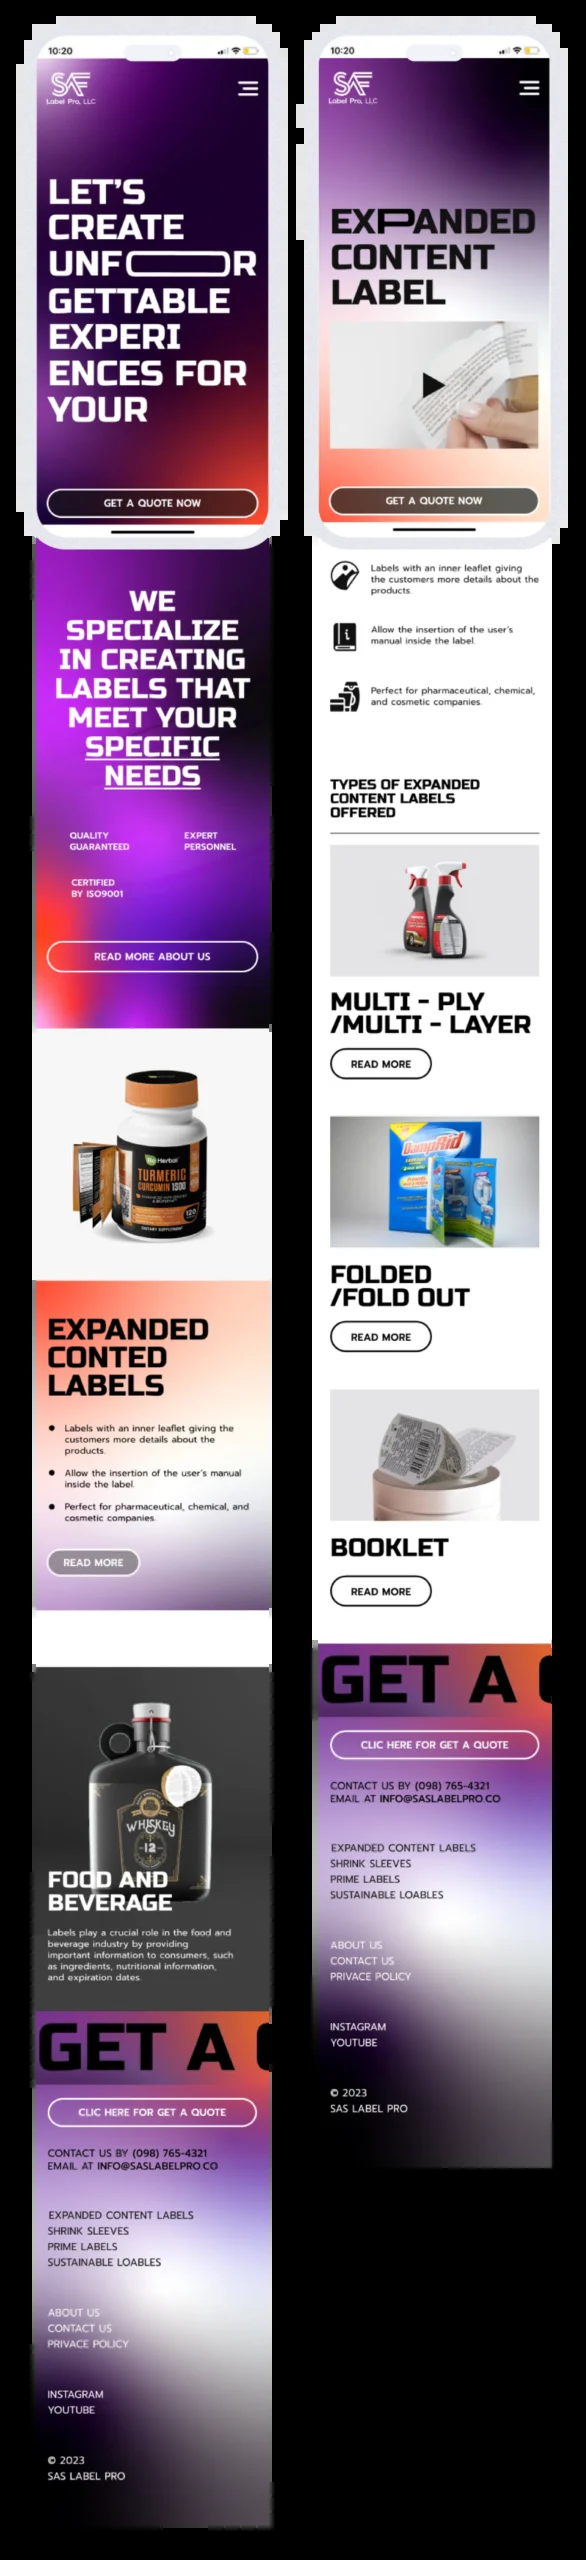 10:20
SAF
Label Pro, LLC
LET'S
CREATE
UNFOR
GETTABLE
EXPERI
ENCES FOR
YOUR
GET A QUOTE NOW
WE
SPECIALIZE
IN CREATING
LABELS THAT
MEET YOUR
SPECIFIC
NEEDS
QUALITY
GUARANTEED
EXPERT
PERSONNEL
CERTIFIED
BY ISO9001
READ MORE ABOUT US
Herbal
TURMERIC
CURCUMIN 1500
120
DIETARY SUPPLEMENT
EXPANDED
CONTED
LABELS
Labels with an inner leaflet giving the
customers more details about the
products.
Allow the insertion of the user's manual
inside the label.
Perfect for pharmaceutical, chemical, and
cosmetic companies.
READ MORE
WHISKEY
12
FOOD AND
BEVERAGE
Labels play a crucial role in the food and
beverage industry by providing
important information to consumers, such
as ingredients, nutritional information,
and expiration dates.
GET A
CLIC HERE FOR GET A QUOTE
CONTACT US BY (098) 765-4321
EMAIL AT INFO@SASLABELPRO.CO
EXPANDED CONTENT LABELS
SHRINK SLEEVES
PRIME LABELS
SUSTAINABLE LOABLES
ABOUT US
CONTACT US
PRIVACE POLICY
INSTAGRAM
YOUTUBE
© 2023
SAS LABEL PRO
10:20
SAF
Label Pro, LLC
EXPANDED
CONTENT
LABEL
GET A QUOTE NOW
Labels with an inner leaflet giving
the customers more details about the
products.
Allow the insertion of the user's
manual inside the label.
Perfect for pharmaceutical, chemical,
and cosmetic companies.
TYPES OF EXPANDED
CONTENT LABELS
OFFERED
MULTI - PLY
/MULTI - LAYER
READ MORE
DampRid
FOLDED
/FOLD OUT
READ MORE
BOOKLET
READ MORE
GET A
CLIC HERE FOR GET A QUOTE
CONTACT US BY (098) 765-4321
EMAIL AT INFO@SASLABELPRO.CO
EXPANDED CONTENT LABELS
SHRINK SLEEVES
PRIME LABELS
SUSTAINABLE LOABLES
ABOUT US
CONTACT US
PRIVACE POLICY
INSTAGRAM
YOUTUBE
© 2023
SAS LABEL PRO